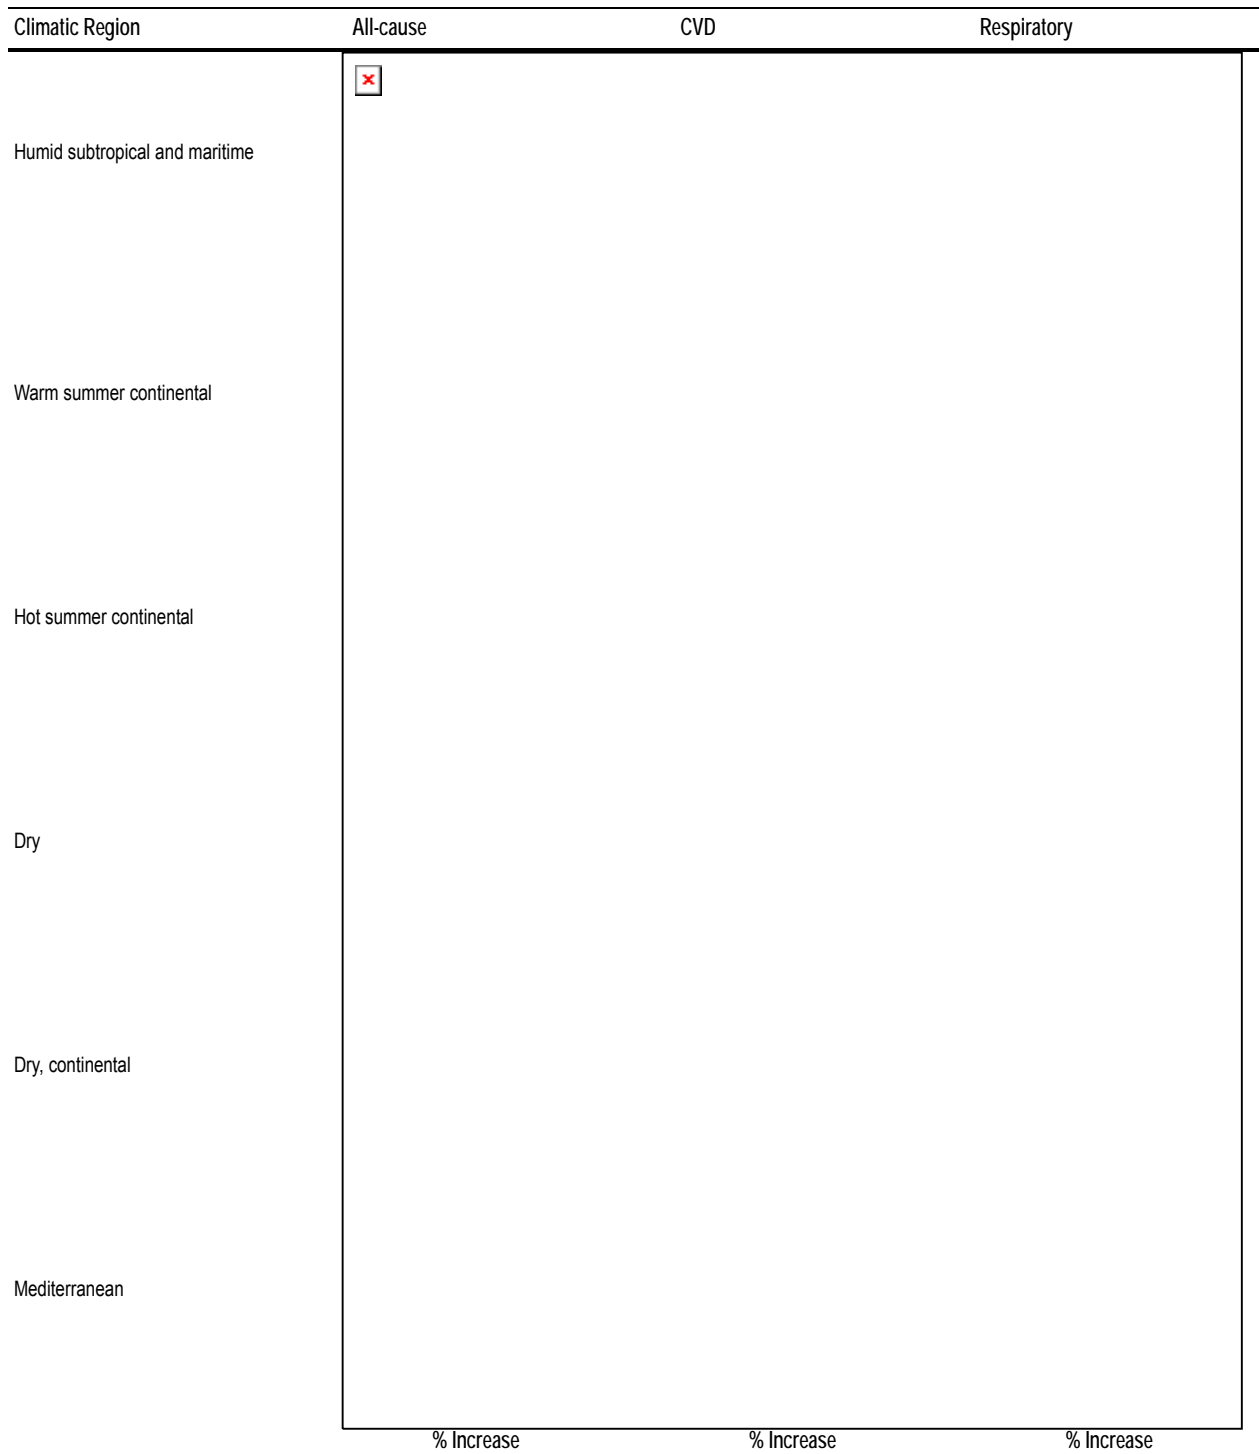 Climatic Region All-cause CVD Respiratory
Humid subtropical and maritime
Warm summer continental
Hot summer continental
Dry
Dry, continental
Mediterranean
% Increase % Increase % Increase